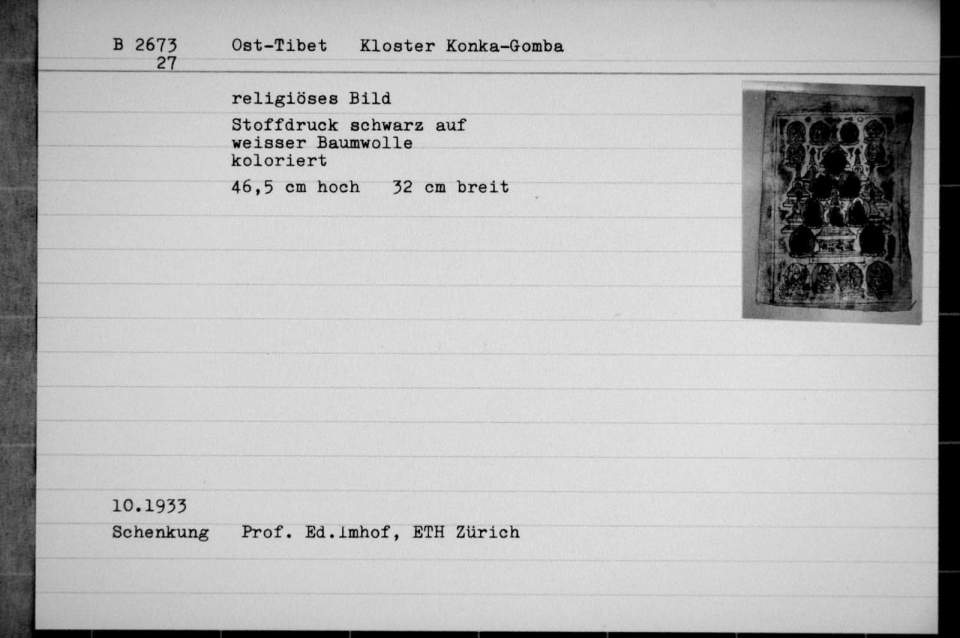 B 2673 Ost-Tibet Kloster Konka-Gomba
27
religiöses Bild
Stoffdruck schwarz auf
weisser Baumwolle
koloriert
46,5 cm hoch 32 cm breit
10.1933
Schenkung Prof. Ed.Imhof, ETH Zürich